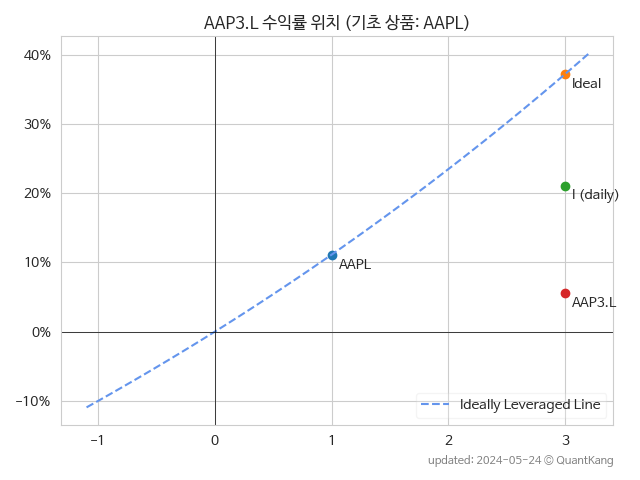 AAP3.L 수익률 위치 (기초 상품: AAPL)
40%
30%
20%
10%
0%
−10%
Ideal
I (daily)
AAPL
AAP3.L
Ideally Leveraged Line
−1
0
1
2
3
updated: 2024-05-24 © QuantKang